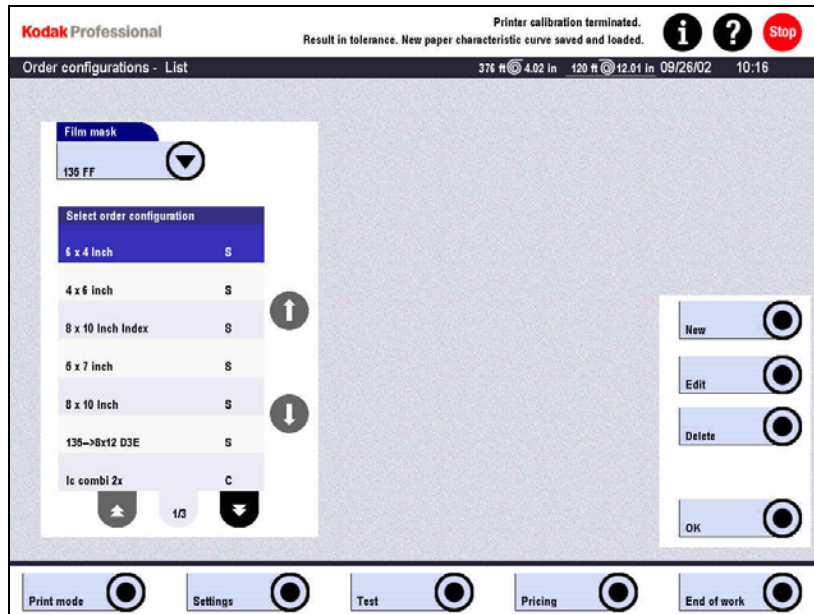 Kodak Professional
Printer calibration terminated.
Result in tolerance. New paper characteristic curve saved and loaded.
i
?
Stop
Order configurations - List
376 ft 4.02 in
120 ft 12.01 in
09/26/02
10:16
Film mask
135 FF
Select order configuration
6 x 4 Inch S
4 x 6 inch S
8 x 10 Inch Index S
5 x 7 inch S
8 x 10 Inch S
135-->8x12 D3E S
Ic combi 2x C
1/3
New
Edit
Delete
OK
Print mode
Settings
Test
Pricing
End of work